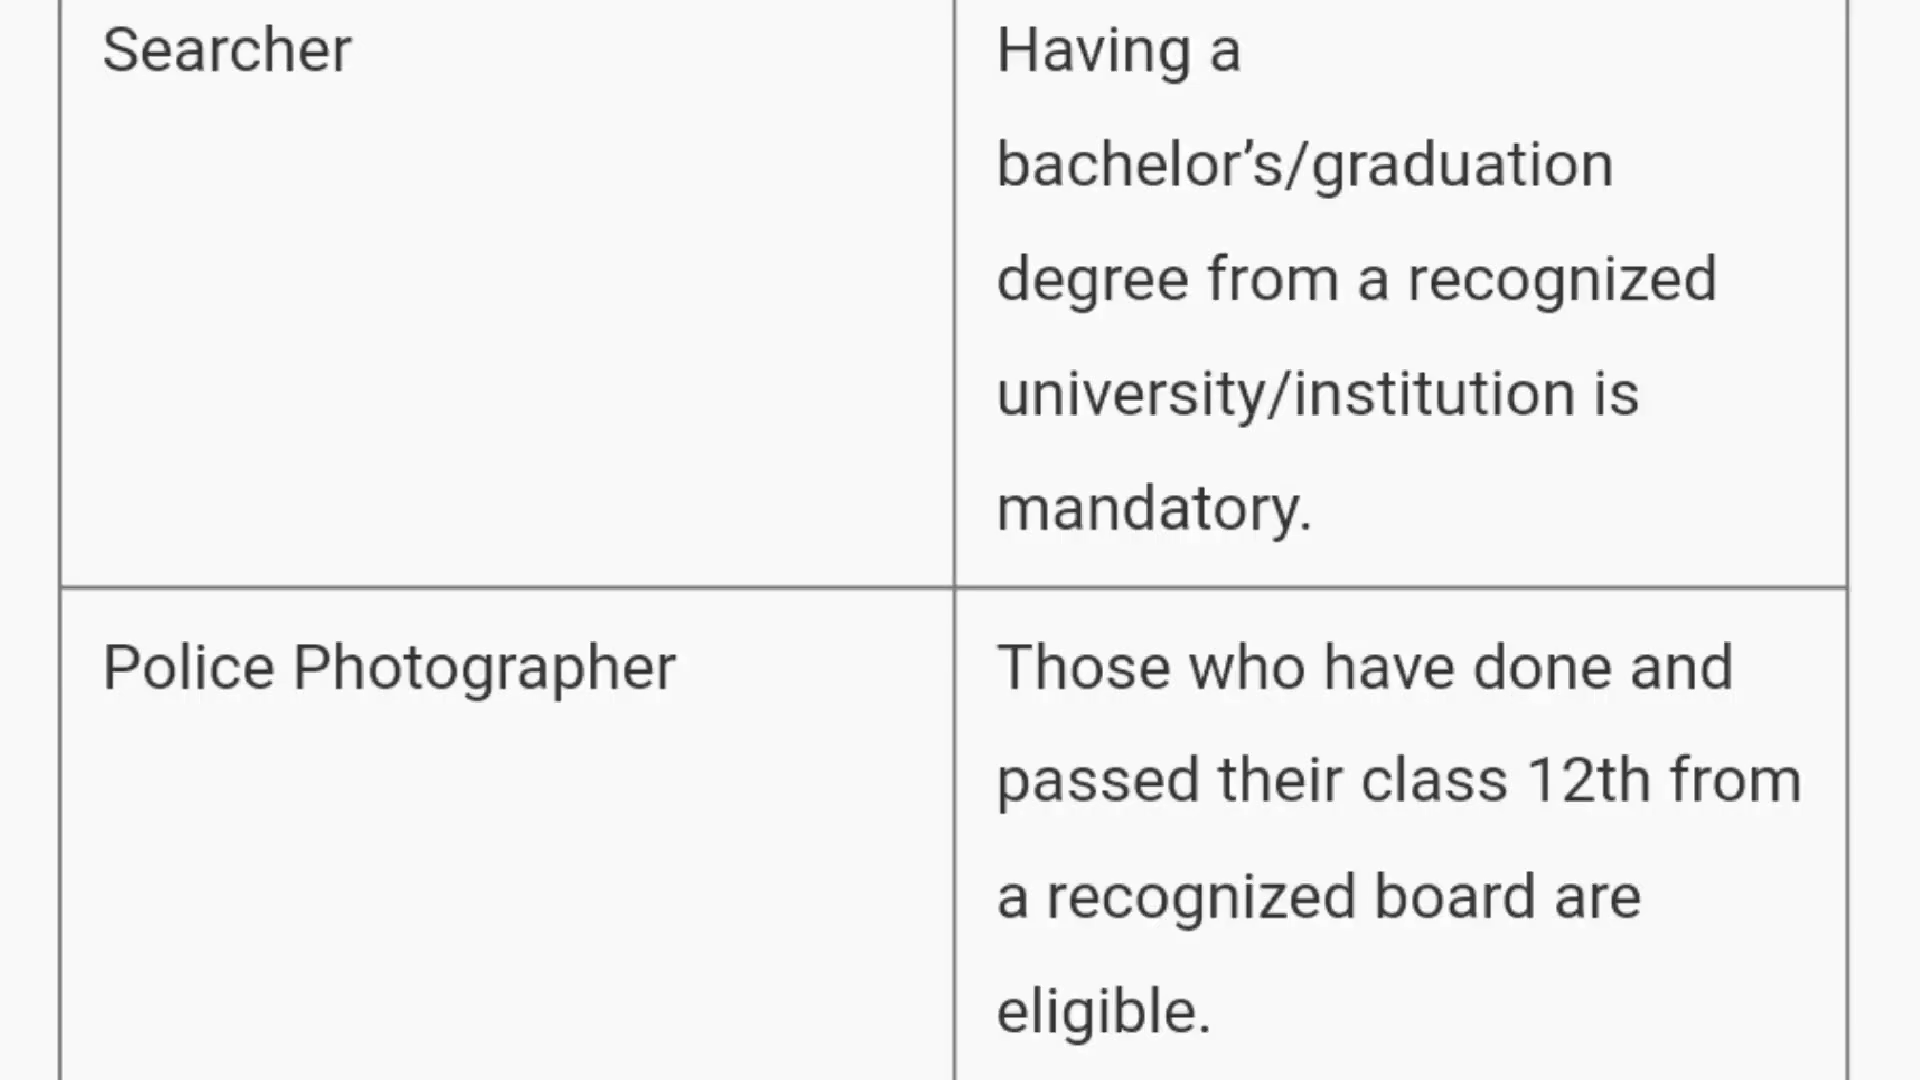 Searcher
Having a
bachelor’s/graduation
degree from a recognized
university/institution is
mandatory.
Police Photographer
Those who have done and
passed their class 12th from
a recognized board are
eligible.